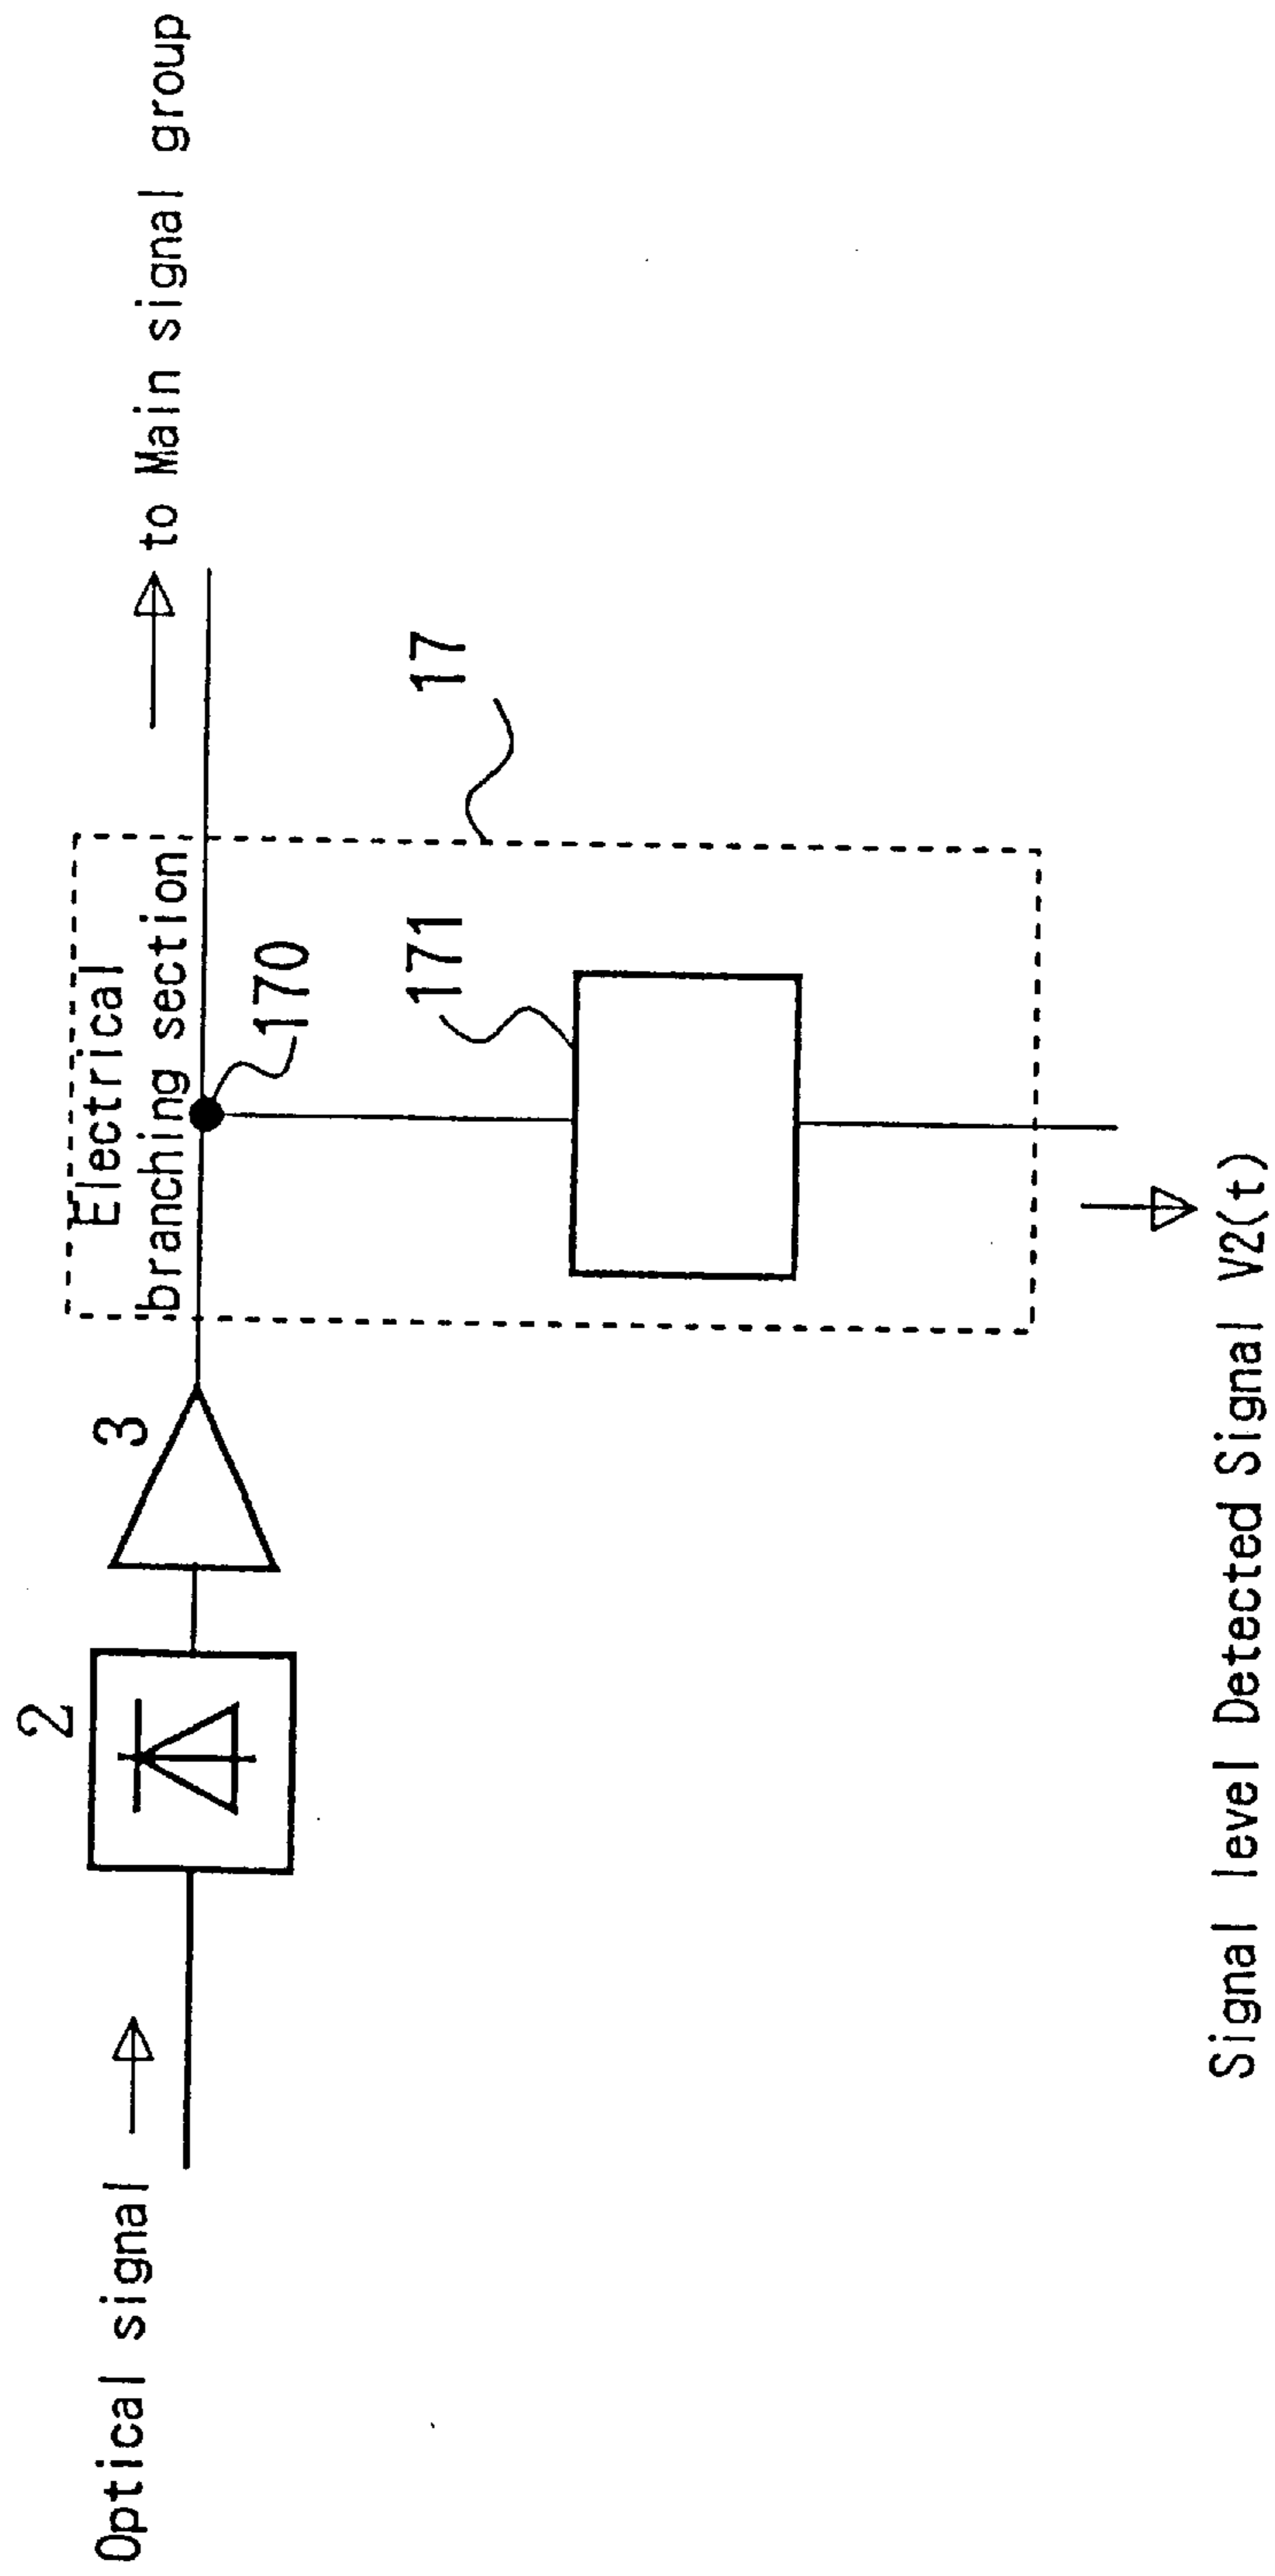 Optical signal
2
3
Electrical
branching section
to Main signal group
170
171
17
Signal level Detected Signal V2(t)